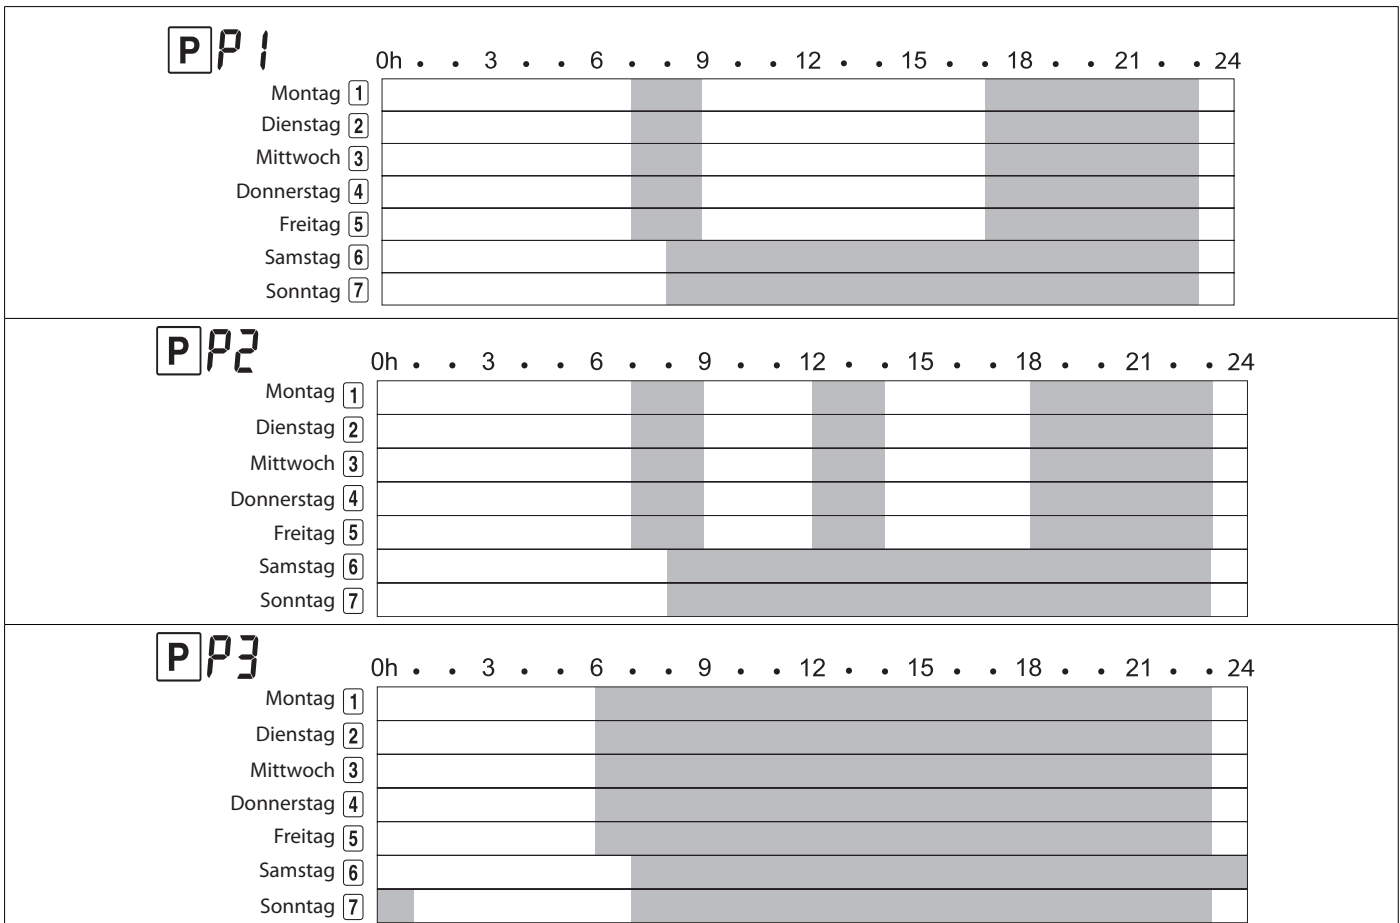 P P1
0h . . 3 . . 6 . . 9 . . 12 . . 15 . . 18 . . 21 . . 24
Montag 1
Dienstag 2
Mittwoch 3
Donnerstag 4
Freitag 5
Samstag 6
Sonntag 7
P P2
0h . . 3 . . 6 . . 9 . . 12 . . 15 . . 18 . . 21 . . 24
Montag 1
Dienstag 2
Mittwoch 3
Donnerstag 4
Freitag 5
Samstag 6
Sonntag 7
P P3
0h . . 3 . . 6 . . 9 . . 12 . . 15 . . 18 . . 21 . . 24
Montag 1
Dienstag 2
Mittwoch 3
Donnerstag 4
Freitag 5
Samstag 6
Sonntag 7